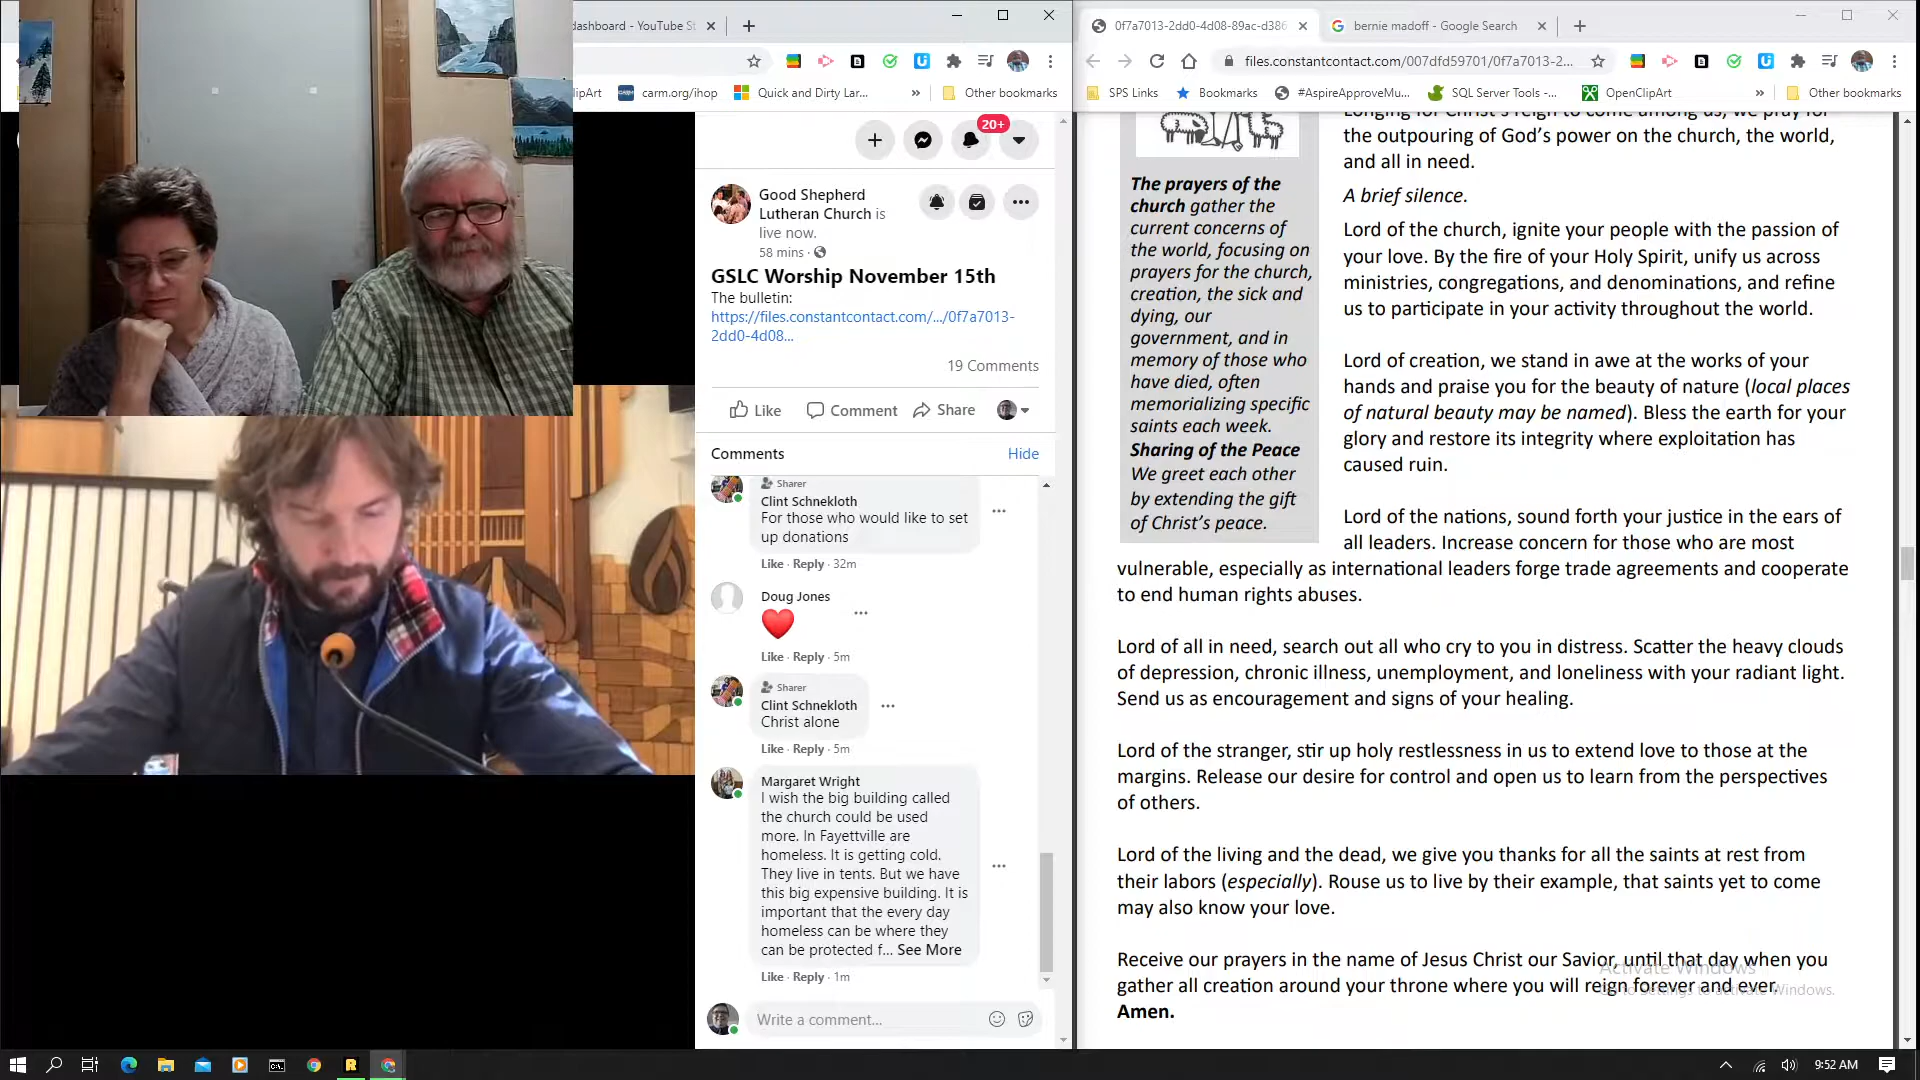 dashboard - YouTube St
0f7a7013-2dd0-4d08-89ac-d386
bernie madoff - Google Search
files.constantcontact.com/007dfd59701/0f7a7013-2...
lipArt
carm.org/ihop
Quick and Dirty Lar...
»
Other bookmarks
SPS Links
Bookmarks
#AspireApproveMu...
SQL Server Tools -...
OpenClipArt
»
Other bookmarks
20+
Good Shepherd
Lutheran Church is
live now.
58 mins ·
GSLC Worship November 15th
The bulletin:
https://files.constantcontact.com/.../0f7a7013-
2dd0-4d08...
19 Comments
Like
Comment
Share
Comments
Hide
Sharer
Clint Schnekloth
For those who would like to set
up donations
Like · Reply · 32m
Doug Jones
Like · Reply · 5m
Sharer
Clint Schnekloth
Christ alone
Like · Reply · 5m
Margaret Wright
I wish the big building called
the church could be used
more. In Fayettville are
homeless. It is getting cold.
They live in tents. But we have
this big expensive building. It is
important that the every day
homeless can be where they
can be protected f... See More
Like · Reply · 1m
Write a comment...
The prayers of the
church gather the
current concerns of
the world, focusing on
prayers for the church,
creation, the sick and
dying, our
government, and in
memory of those who
have died, often
memorializing specific
saints each week.
Sharing of the Peace
We greet each other
by extending the gift
of Christ's peace.
Longing for Christ's reign to come among us, we pray for
the outpouring of God's power on the church, the world,
and all in need.
A brief silence.
Lord of the church, ignite your people with the passion of
your love. By the fire of your Holy Spirit, unify us across
ministries, congregations, and denominations, and refine
us to participate in your activity throughout the world.
Lord of creation, we stand in awe at the works of your
hands and praise you for the beauty of nature (local places
of natural beauty may be named). Bless the earth for your
glory and restore its integrity where exploitation has
caused ruin.
Lord of the nations, sound forth your justice in the ears of
all leaders. Increase concern for those who are most
vulnerable, especially as international leaders forge trade agreements and cooperate
to end human rights abuses.
Lord of all in need, search out all who cry to you in distress. Scatter the heavy clouds
of depression, chronic illness, unemployment, and loneliness with your radiant light.
Send us as encouragement and signs of your healing.
Lord of the stranger, stir up holy restlessness in us to extend love to those at the
margins. Release our desire for control and open us to learn from the perspectives
of others.
Lord of the living and the dead, we give you thanks for all the saints at rest from
their labors (especially). Rouse us to live by their example, that saints yet to come
may also know your love.
Receive our prayers in the name of Jesus Christ our Savior, until that day when you
gather all creation around your throne where you will reign forever and ever.
Amen.
Activate Windows
Go to Settings to activate Windows.
9:52 AM